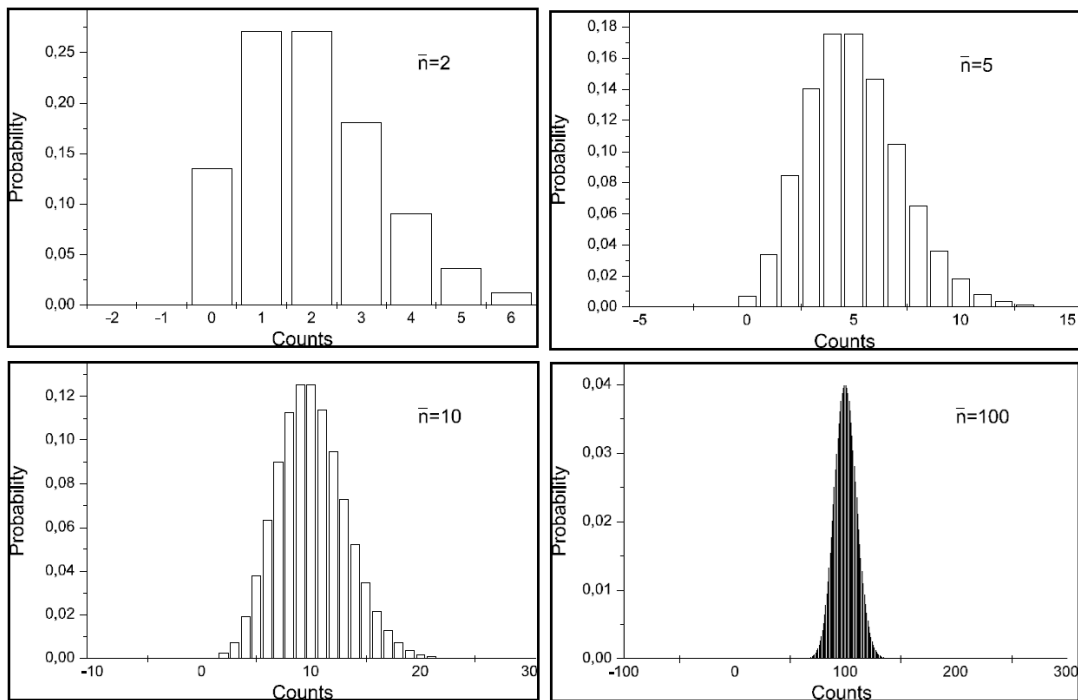 n̄=2
Probability
0,25
0,20
0,15
0,10
0,05
0,00
-2 -1 0 1 2 3 4 5 6
Counts
n̄=5
Probability
0,18
0,16
0,14
0,12
0,10
0,08
0,06
0,04
0,02
0,00
-5 0 5 10 15
Counts
n̄=10
Probability
0,12
0,10
0,08
0,06
0,04
0,02
0,00
-10 0 10 20 30
Counts
n̄=100
Probability
0,04
0,03
0,02
0,01
0,00
-100 0 100 200 300
Counts